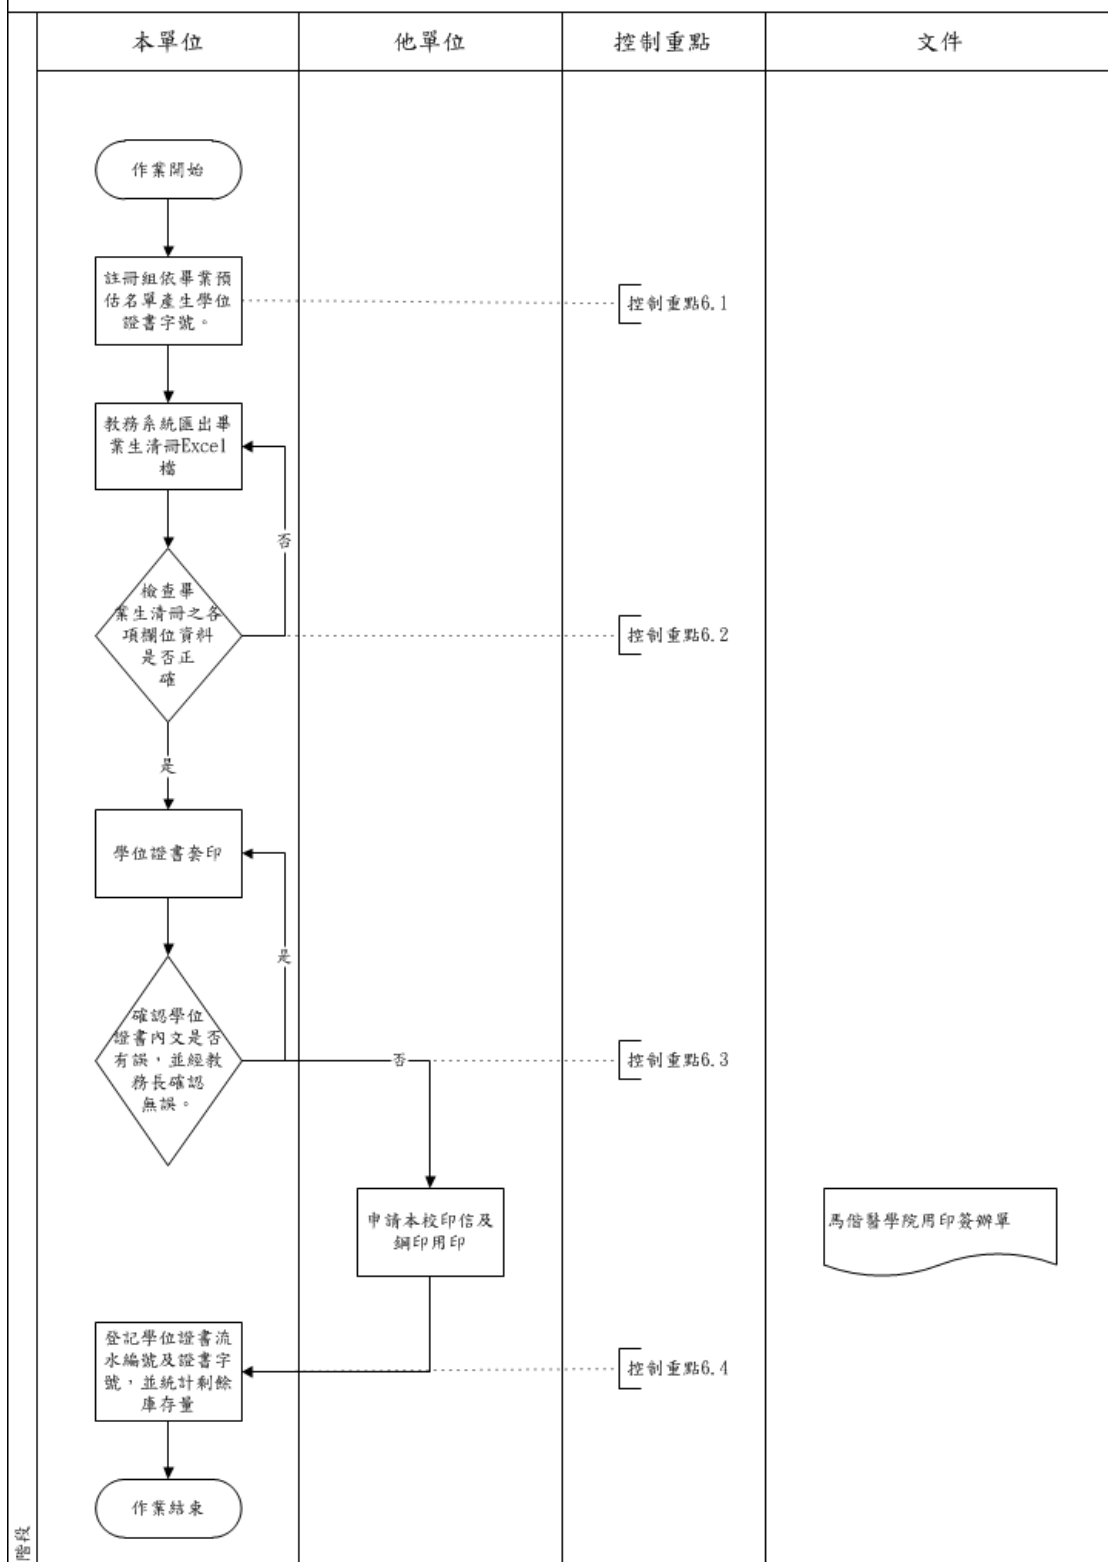 本單位
他單位
控制重點
文件
作業開始
註冊組依畢業預
估名單產生學位
證書字號。
控制重點6.1
教務系統匯出畢
業生清冊Excel
檔
否
檢查畢
業生清冊之各
項欄位資料
是否正
確
控制重點6.2
是
學位證書套印
是
確認學位
證書內文是否
有誤，並經教
務長確認
無誤。
否
控制重點6.3
申請本校印信及
鋼印用印
馬偕醫學院用印簽辦單
登記學位證書流
水編號及證書字
號，並統計剩餘
庫存量
控制重點6.4
作業結束
階段